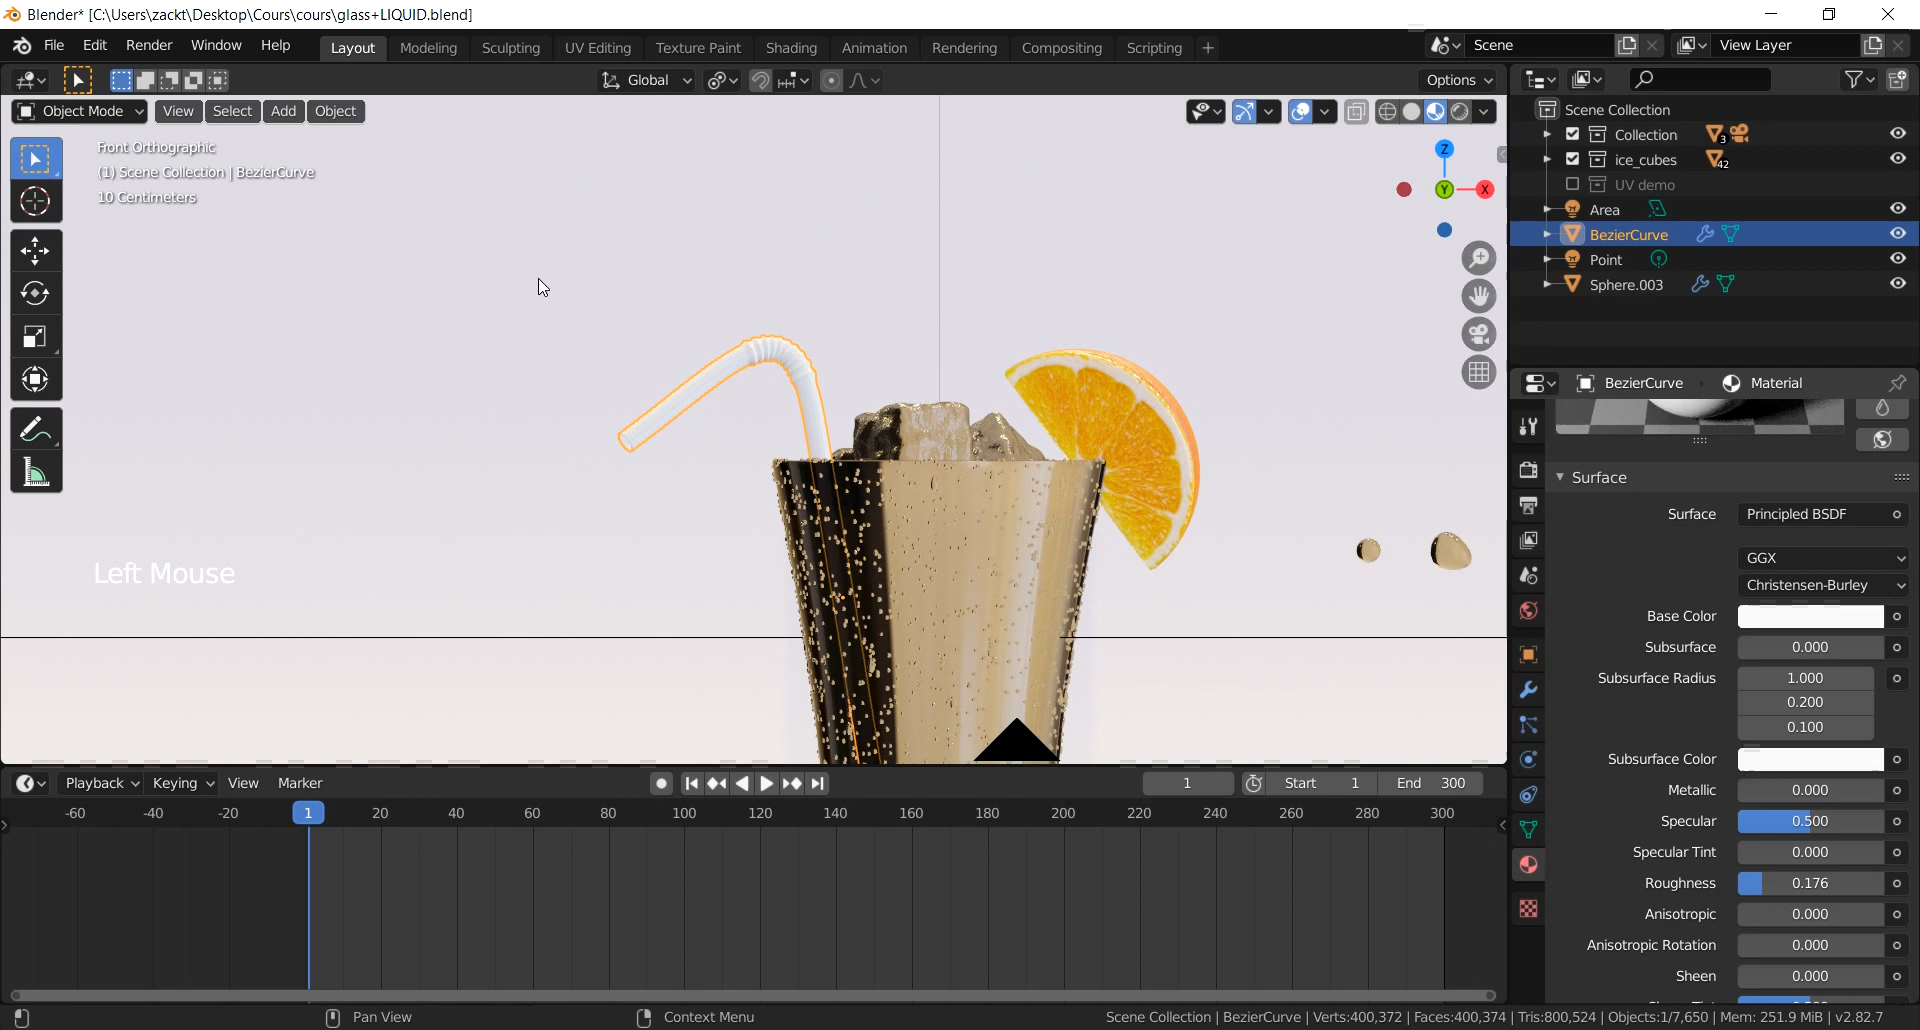 Blender* [C:\Users\zackt\Desktop\Cours\cours\glass+LIQUID.blend]
File Edit Render Window Help Layout Modeling Sculpting UV Editing Texture Paint Shading Animation Rendering Compositing Scripting + Scene View Layer
Global Options
Object Mode View Select Add Object
Front Orthographic
(1) Scene Collection | BezierCurve
10 Centimeters
Z
Y
X
Left Mouse
Scene Collection
Collection 3
ice_cubes 42
UV demo
Area
BezierCurve
Point
Sphere.003
BezierCurve Material
Surface
Surface Principled BSDF
GGX
Christensen-Burley
Base Color
Subsurface 0.000
Subsurface Radius 1.000
0.200
0.100
Subsurface Color
Metallic 0.000
Specular 0.500
Specular Tint 0.000
Roughness 0.176
Anisotropic 0.000
Anisotropic Rotation 0.000
Sheen 0.000
Playback Keying View Marker 1 Start 1 End 300
-60 -40 -20 1 20 40 60 80 100 120 140 160 180 200 220 240 260 280 300
Pan View Context Menu Scene Collection | BezierCurve | Verts:400,372 | Faces:400,374 | Tris:800,524 | Objects:1/7,650 | Mem: 251.9 MiB | v2.82.7